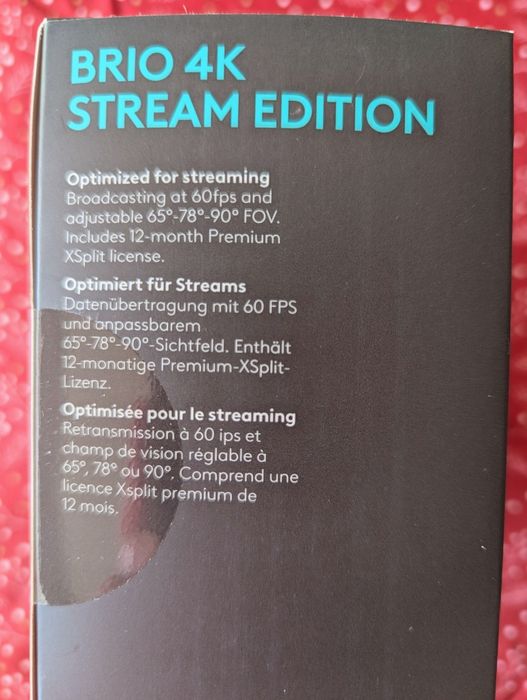 BRIO 4K
STREAM EDITION
Optimized for streaming
Broadcasting at 60fps and
adjustable 65°-78°-90° FOV.
Includes 12-month Premium
XSplit license.
Optimiert für Streams
Datenübertragung mit 60 FPS
und anpassbarem
65°-78°-90°-Sichtfeld. Enthält
12-monatige Premium-XSplit-
Lizenz.
Optimisée pour le streaming
Retransmission à 60 ips et
champ de vision réglable à
65°, 78° ou 90°. Comprend une
licence Xsplit premium de
12 mois.